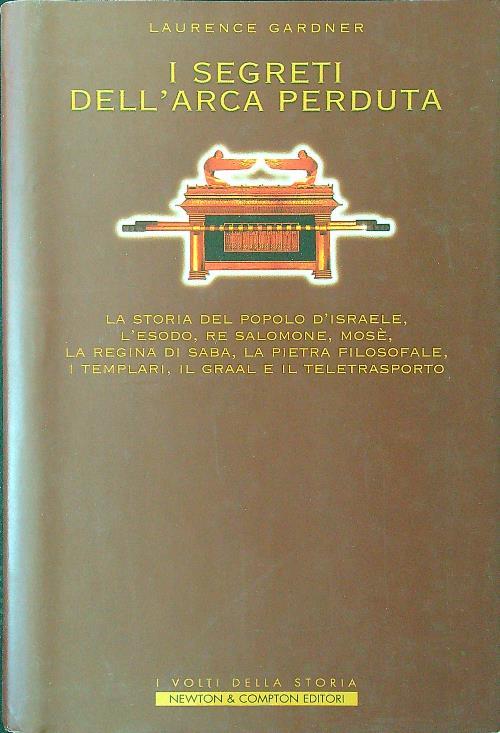 LAURENCE GARDNER
I SEGRETI
DELL'ARCA PERDUTA
LA STORIA DEL POPOLO D'ISRAELE,
L'ESODO, RE SALOMONE, MOSÈ,
LA REGINA DI SABA, LA PIETRA FILOSOFALE,
I TEMPLARI, IL GRAAL E IL TELETRASPORTO
I VOLTI DELLA STORIA
NEWTON & COMPTON EDITORI